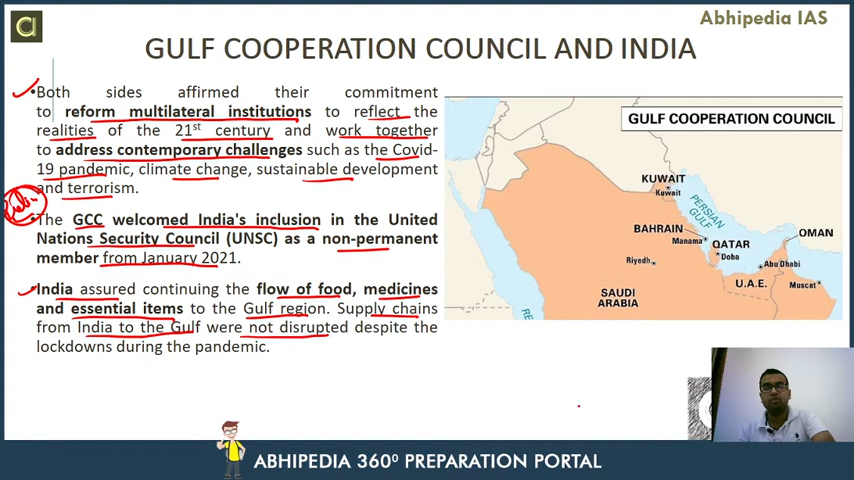 Abhipedia IAS
GULF COOPERATION COUNCIL AND INDIA
•Both sides affirmed their commitment
to reform multilateral institutions to reflect the
realities of the 21st century and work together
to address contemporary challenges such as the Covid-
19 pandemic, climate change, sustainable development
and terrorism.
• The GCC welcomed India's inclusion in the United
Nations Security Council (UNSC) as a non-permanent
member from January 2021.
• India assured continuing the flow of food, medicines
and essential items to the Gulf region. Supply chains
from India to the Gulf were not disrupted despite the
lockdowns during the pandemic.
GULF COOPERATION COUNCIL
KUWAIT
Kuwait
PERSIAN
GULF
BAHRAIN
Manama
QATAR
Doha
OMAN
Abu Dhabi
Riyedh
U.A.E.
Muscat
SAUDI
ARABIA
RE
ABHIPEDIA 360⁰ PREPARATION PORTAL